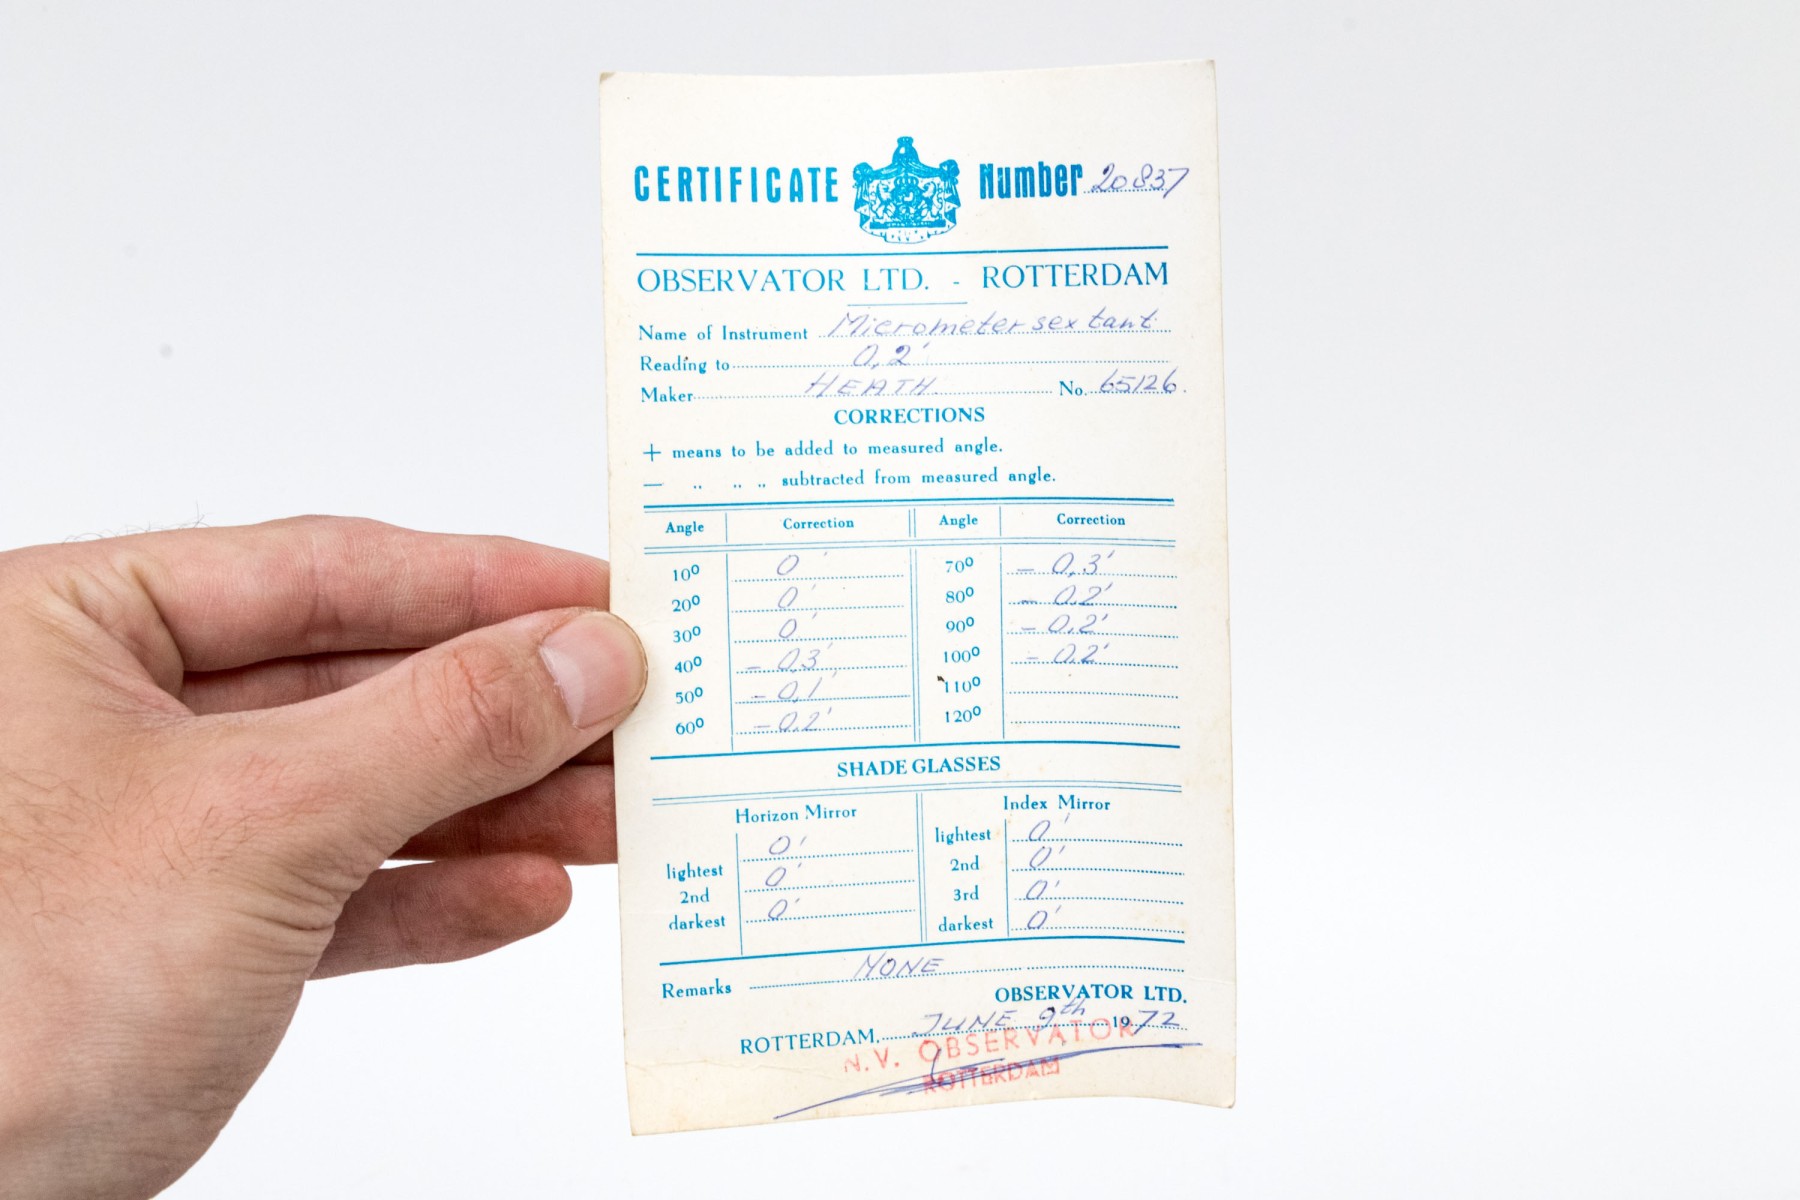 CERTIFICATE Number 20837
OBSERVATOR LTD. - ROTTERDAM
Name of Instrument Micrometer sextant
Reading to 0,2'
Maker HEATH. No. 65126.
CORRECTIONS
+ means to be added to measured angle.
— „ „ „ subtracted from measured angle.
Angle Correction Angle Correction
10° 0' 70° - 0,3'
20° 0' 80° - 0,2'
30° 0' 90° - 0,2'
40° - 0,3' 100° - 0,2'
50° - 0,1' 110°
60° - 0,2' 120°
SHADE GLASSES
Horizon Mirror Index Mirror
lightest 0' lightest 0'
2nd 0' 2nd 0'
darkest 0' 3rd 0'
darkest 0'
Remarks NONE
OBSERVATOR LTD.
ROTTERDAM, JUNE 9th 1972
N.V. OBSERVATOR
ROTTERDAM